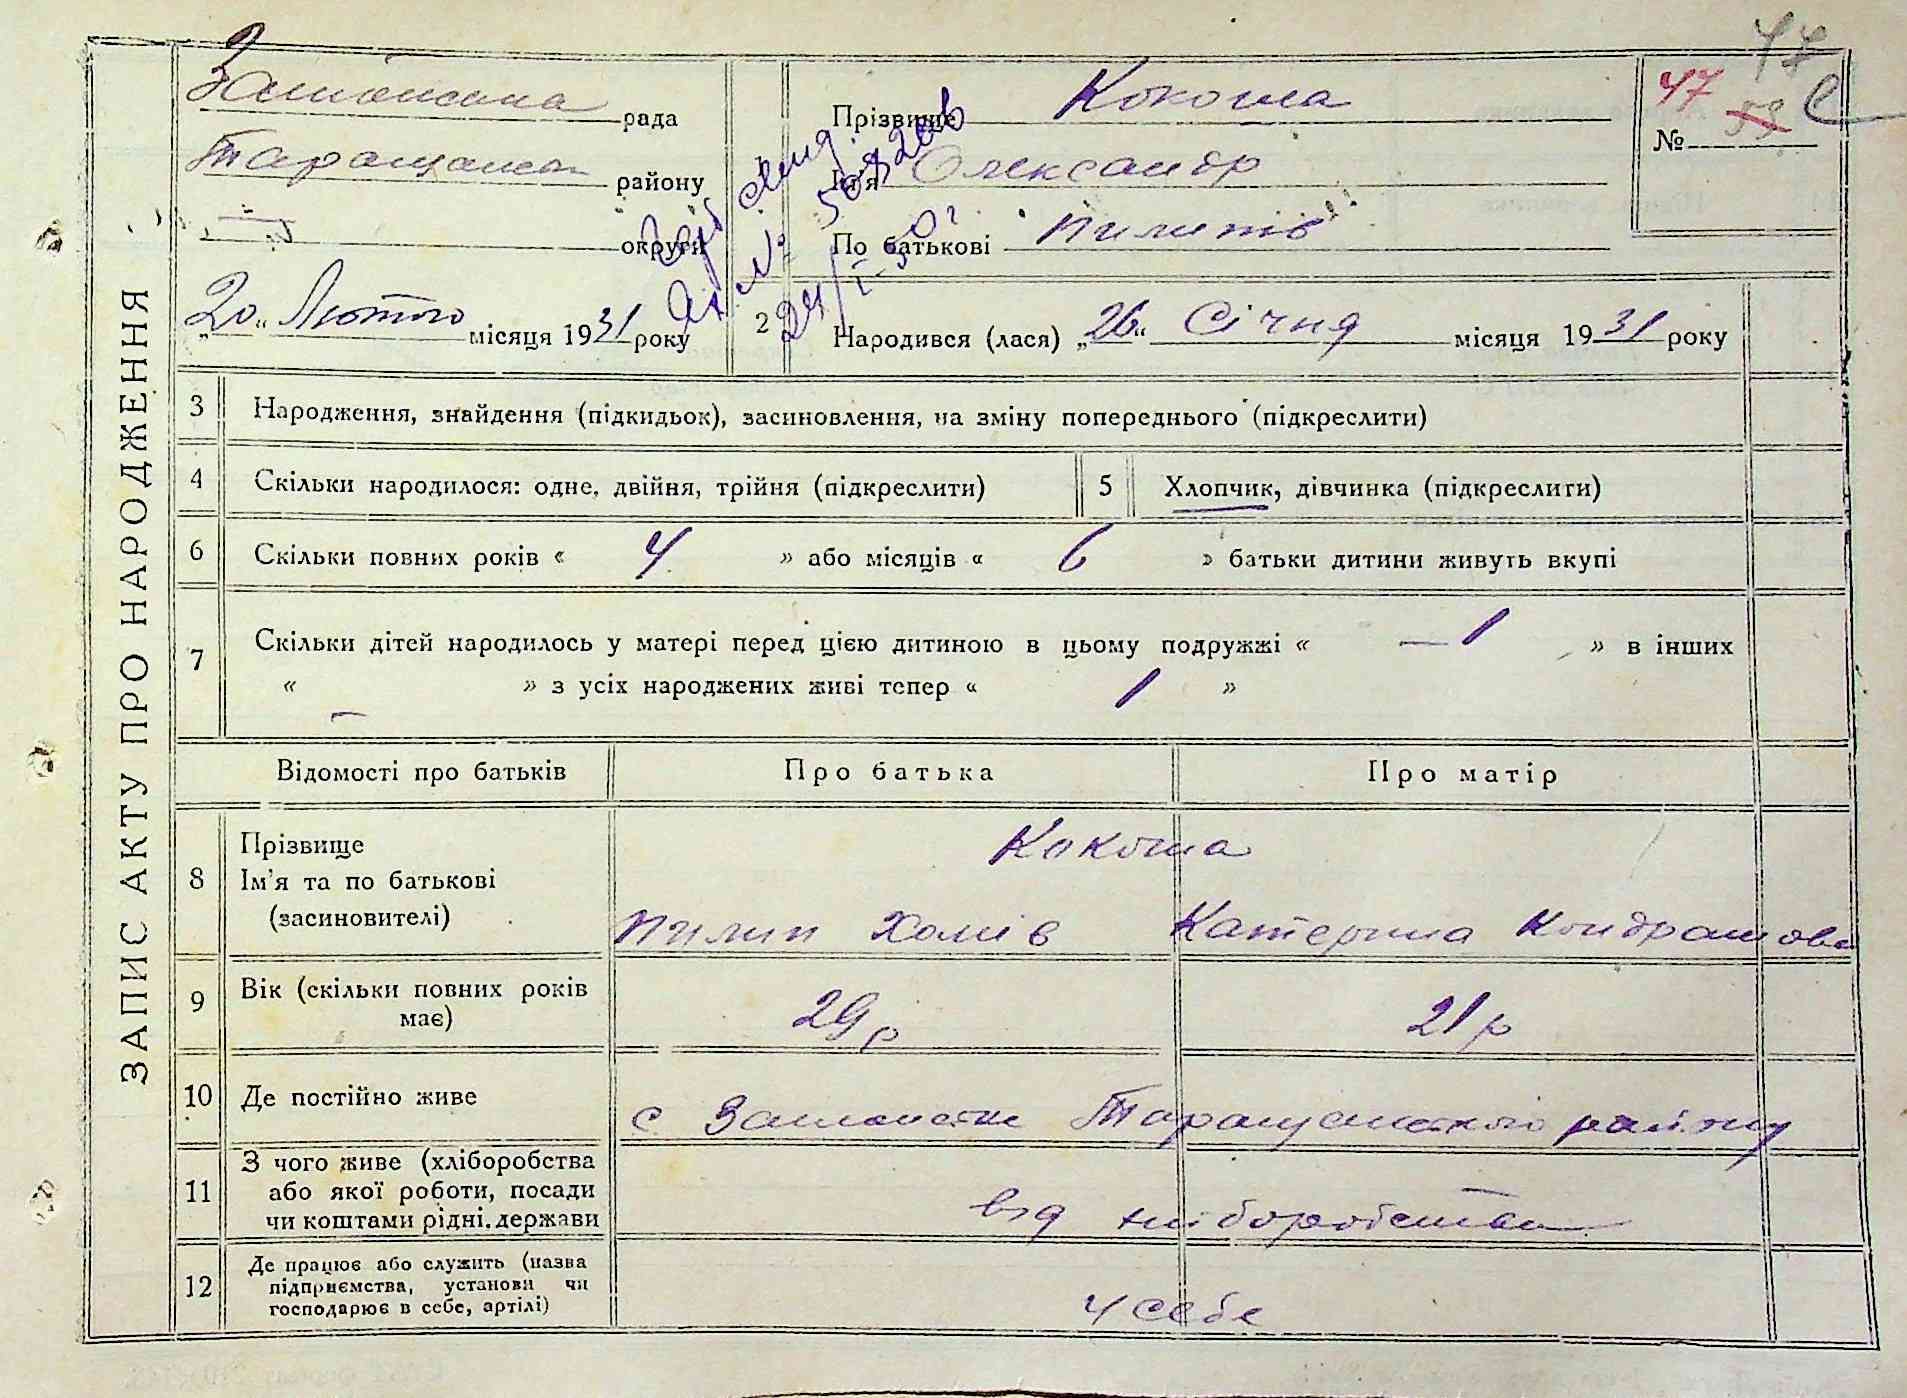 ЗАПИС АКТУ ПРО НАРОДЖЕННЯ
рада
Таращанськ району
округи
„20“ Лютого місяця 1931 року
Прізвище Кокоша
Ім'я Олександр
По батькові Пилипів
47
№ 59
2 Народився (лася) „26“ Січня місяця 1931 року
3 Народження, знайдення (підкидьок), засиновлення, на зміну попереднього (підкреслити)
4 Скільки народилося: одне, двійня, трійня (підкреслити)
5 Хлопчик, дівчинка (підкреслити)
6 Скільки повних років « 4 » або місяців « 6 » батьки дитини живуть вкупі
7 Скільки дітей народилось у матері перед цією дитиною в цьому подружжі « — 1 » в інших
« — » з усіх народжених живі тепер « 1 »
Відомості про батьків Про батька Про матір
8 Прізвище
Ім'я та по батькові
(засиновителі)
Кокоша
Пилип Хомів Катерина Кондратова
9 Вік (скільки повних років
має)
29 р 21 р
10 Де постійно живе
с Таращанського району
11 З чого живе (хліборобства
або якої роботи, посади
чи коштами рідні, держави
від хліборобства
12 Де працює або служить (назва
підприємства, установи чи
господарює в себе, артілі)
У себе